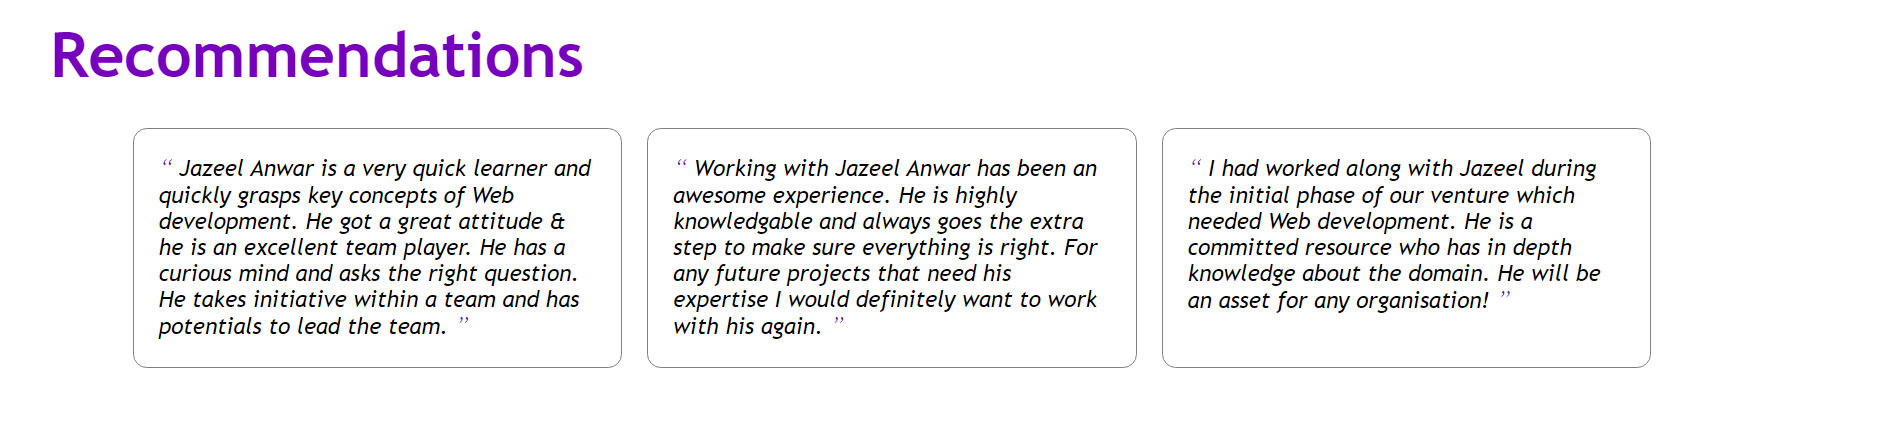 Recommendations
“ Jazeel Anwar is a very quick learner and
quickly grasps key concepts of Web
development. He got a great attitude &
he is an excellent team player. He has a
curious mind and asks the right question.
He takes initiative within a team and has
potentials to lead the team. ”
“ Working with Jazeel Anwar has been an
awesome experience. He is highly
knowledgable and always goes the extra
step to make sure everything is right. For
any future projects that need his
expertise I would definitely want to work
with his again. ”
“ I had worked along with Jazeel during
the initial phase of our venture which
needed Web development. He is a
committed resource who has in depth
knowledge about the domain. He will be
an asset for any organisation! ”